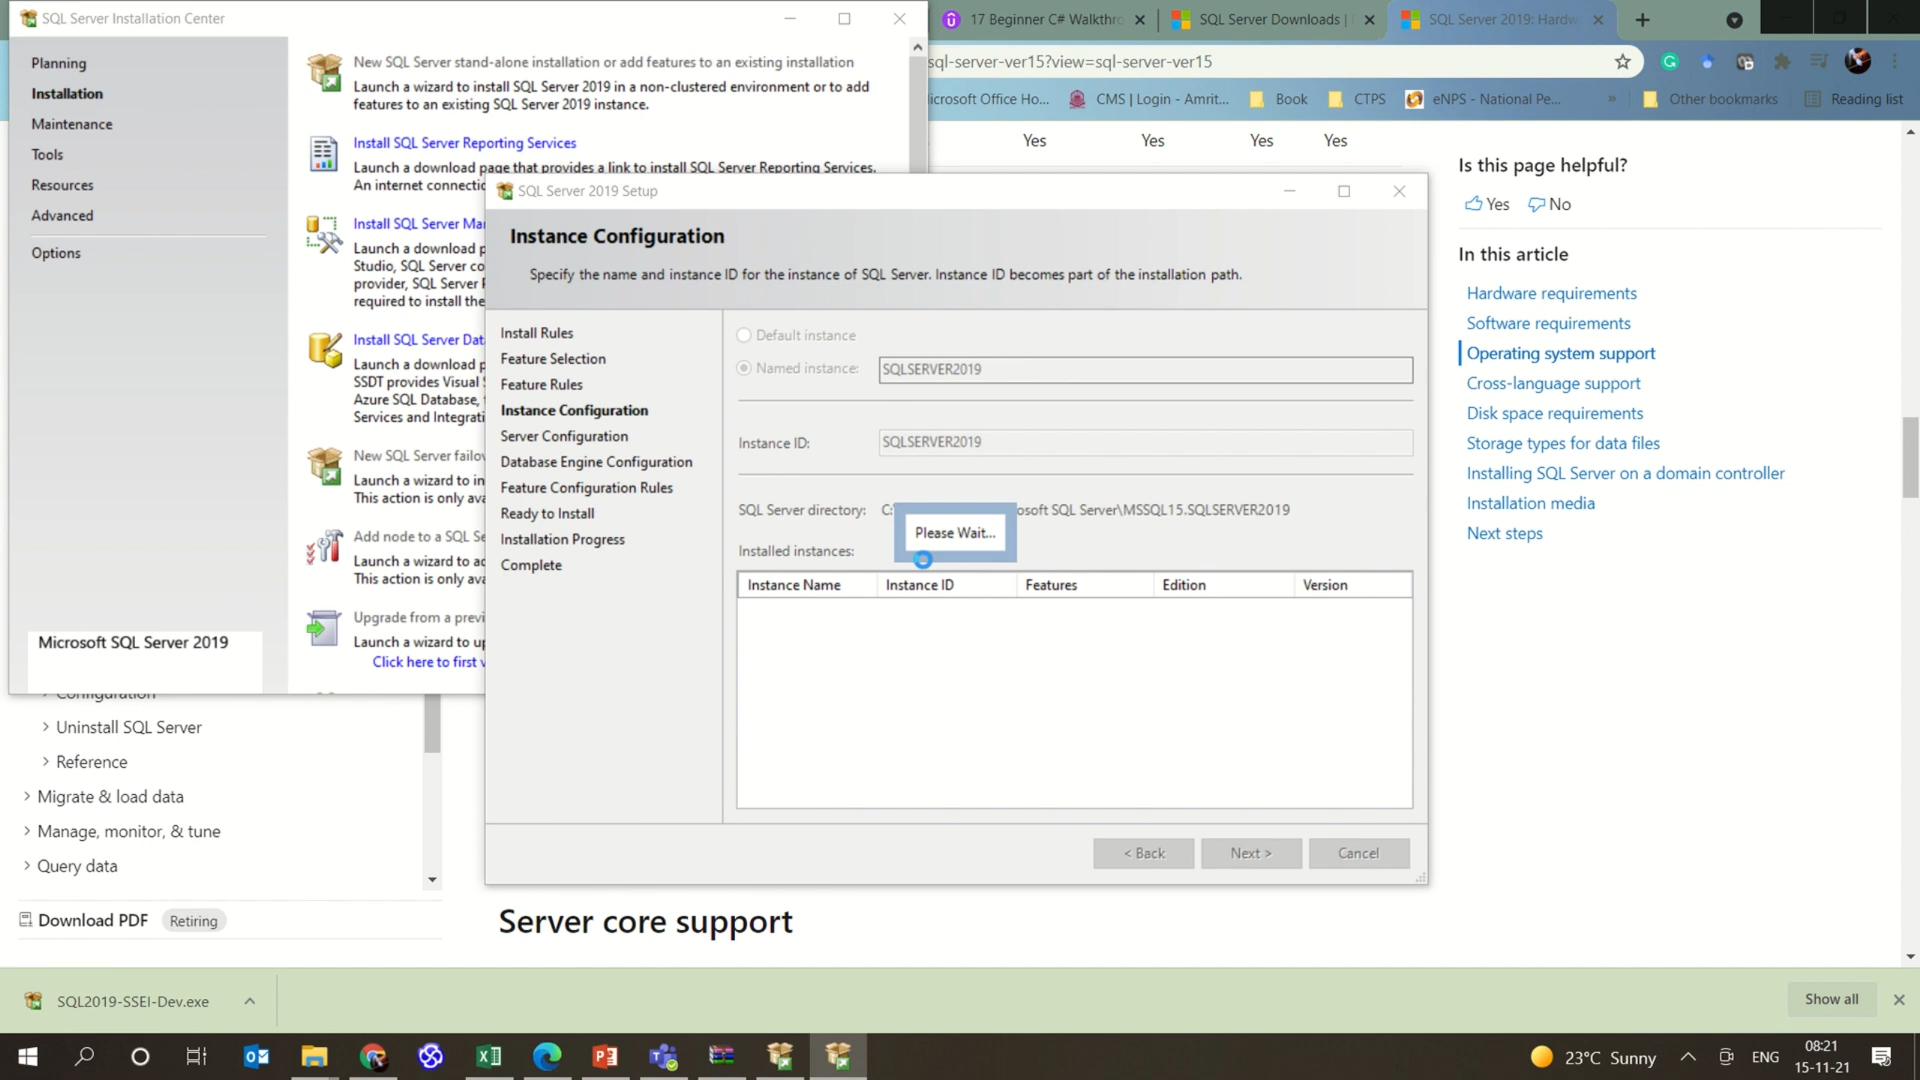 SQL Server Installation Center
Planning
Installation
Maintenance
Tools
Resources
Advanced
Options
Microsoft SQL Server 2019
New SQL Server stand-alone installation or add features to an existing installation
Launch a wizard to install SQL Server 2019 in a non-clustered environment or to add
features to an existing SQL Server 2019 instance.
Install SQL Server Reporting Services
Launch a download page that provides a link to install SQL Server Reporting Services.
An internet connectic
Install SQL Server Mar
Launch a download p
Studio, SQL Server co
provider, SQL Server F
required to install the
Install SQL Server Dat
Launch a download p
SSDT provides Visual S
Azure SQL Database,
Services and Integrati
New SQL Server failov
Launch a wizard to in
This action is only ava
Add node to a SQL Se
Launch a wizard to ac
This action is only ava
Upgrade from a previ
Launch a wizard to up
Click here to first v
17 Beginner C# Walkthro
SQL Server Downloads |
SQL Server 2019: Hardw
sql-server-ver15?view=sql-server-ver15
icrosoft Office Ho...
CMS | Login - Amrit...
Book
CTPS
eNPS - National Pe...
»
Other bookmarks
Reading list
Yes Yes Yes Yes
SQL Server 2019 Setup
Instance Configuration
Specify the name and instance ID for the instance of SQL Server. Instance ID becomes part of the installation path.
Install Rules
Feature Selection
Feature Rules
Instance Configuration
Server Configuration
Database Engine Configuration
Feature Configuration Rules
Ready to Install
Installation Progress
Complete
Default instance
Named instance: SQLSERVER2019
Instance ID: SQLSERVER2019
SQL Server directory: C:\ osoft SQL Server\MSSQL15.SQLSERVER2019
Please Wait...
Installed instances:
Instance Name Instance ID Features Edition Version
< Back Next > Cancel
Is this page helpful?
Yes No
In this article
Hardware requirements
Software requirements
Operating system support
Cross-language support
Disk space requirements
Storage types for data files
Installing SQL Server on a domain controller
Installation media
Next steps
Configuration
> Uninstall SQL Server
> Reference
> Migrate & load data
> Manage, monitor, & tune
> Query data
Download PDF Retiring
Server core support
SQL2019-SSEI-Dev.exe
Show all
23°C Sunny
ENG
08:21
15-11-21